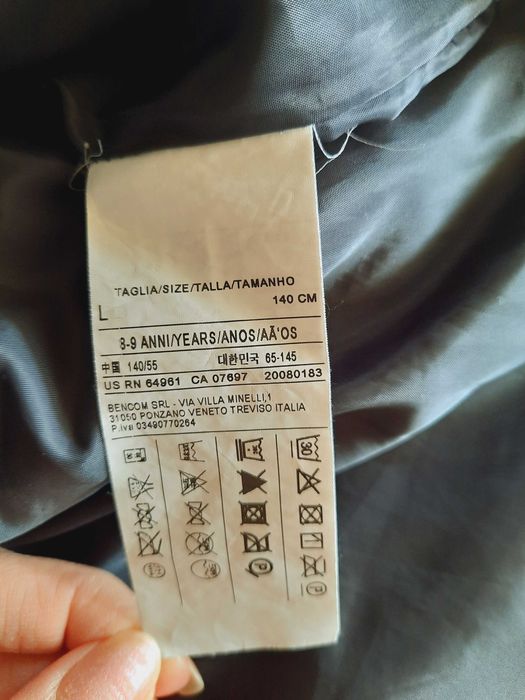 TAGLIA/SIZE/TALLA/TAMANHO
L 140 CM
8-9 ANNI/YEARS/ANOS/AÃ'OS
中国 140/55 대한민국 65-145
US RN 64961 CA 07697 20080183
BENCOM SRL - VIA VILLA MINELLI,1
31050 PONZANO VENETO TREVISO ITALIA
P.iva 03490770264
30
P P